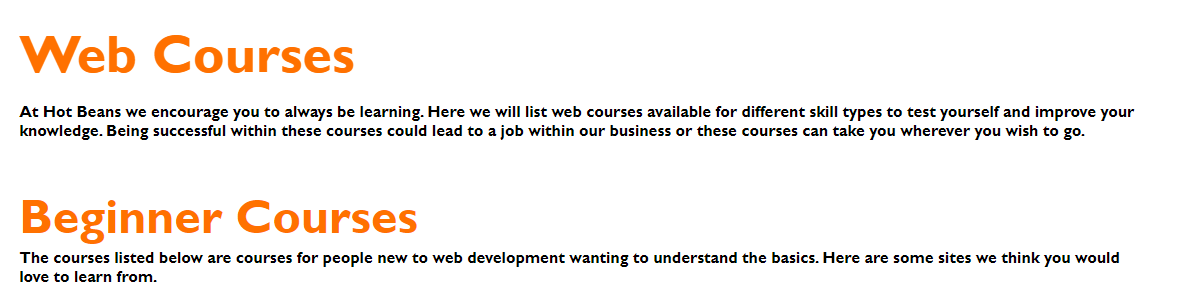 Web Courses
At Hot Beans we encourage you to always be learning. Here we will list web courses available for different skill types to test yourself and improve your
knowledge. Being successful within these courses could lead to a job within our business or these courses can take you wherever you wish to go.
Beginner Courses
The courses listed below are courses for people new to web development wanting to understand the basics. Here are some sites we think you would
love to learn from.